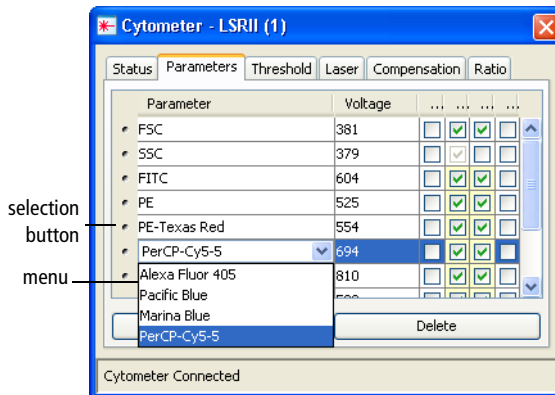 Cytometer - LSRII (1)
Status Parameters Threshold Laser Compensation Ratio
Parameter Voltage ... ... ... ...
FSC 381
SSC 379
FITC 604
PE 525
selection button
PE-Texas Red 554
PerCP-Cy5-5 694
menu
Alexa Fluor 405 810
Pacific Blue
Marina Blue
PerCP-Cy5-5
Delete
Cytometer Connected